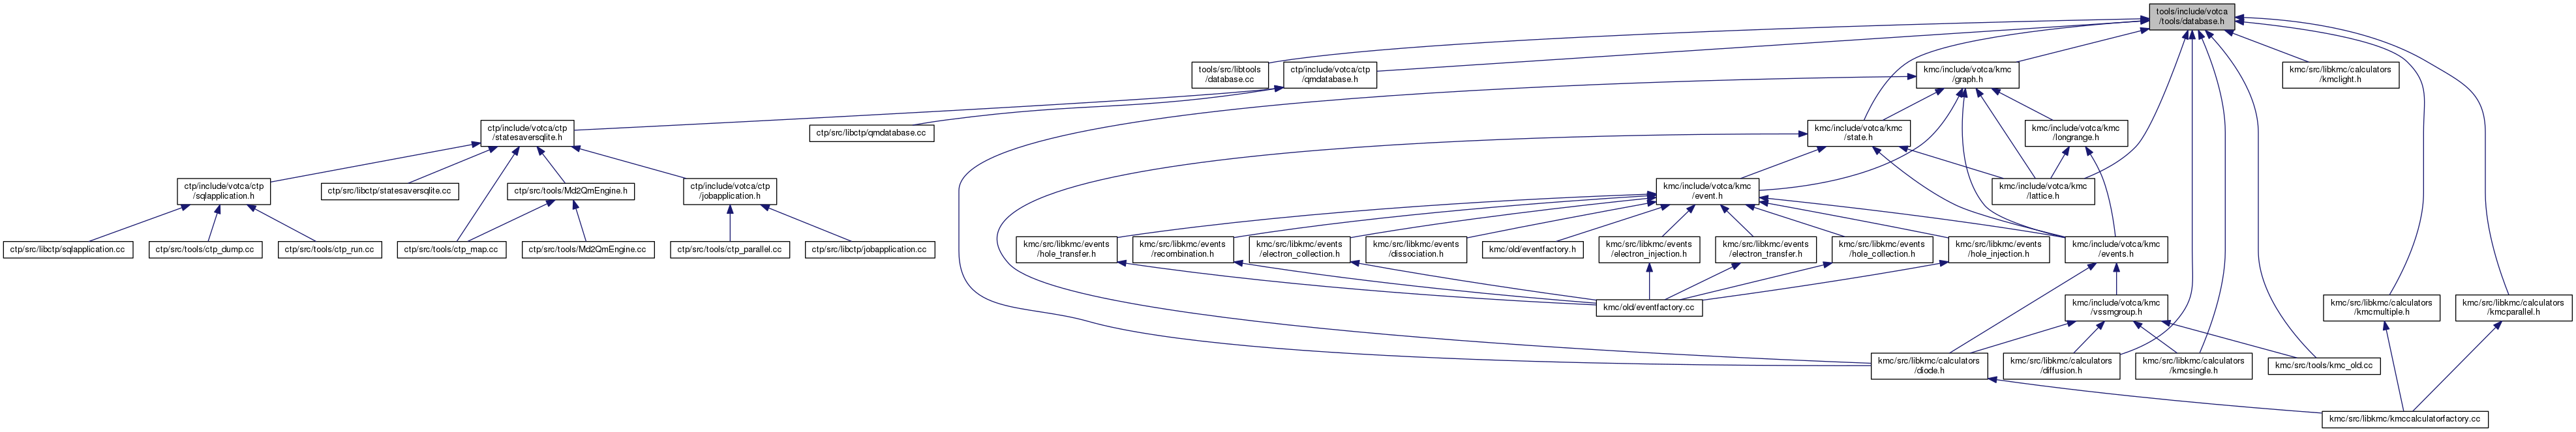 tools/include/votca
/tools/database.h
tools/src/libtools
/database.cc
ctp/include/votca/ctp
/qmdatabase.h
kmc/include/votca/kmc
/graph.h
kmc/src/libkmc/calculators
/kmclight.h
ctp/include/votca/ctp
/statesaversqlite.h
ctp/src/libctp/qmdatabase.cc
kmc/include/votca/kmc
/state.h
kmc/include/votca/kmc
/longrange.h
ctp/include/votca/ctp
/sqlapplication.h
ctp/src/libctp/statesaversqlite.cc
ctp/src/tools/Md2QmEngine.h
ctp/include/votca/ctp
/jobapplication.h
kmc/include/votca/kmc
/event.h
kmc/include/votca/kmc
/lattice.h
ctp/src/libctp/sqlapplication.cc
ctp/src/tools/ctp_dump.cc
ctp/src/tools/ctp_run.cc
ctp/src/tools/ctp_map.cc
ctp/src/tools/Md2QmEngine.cc
ctp/src/tools/ctp_parallel.cc
ctp/src/libctp/jobapplication.cc
kmc/src/libkmc/events
/hole_transfer.h
kmc/src/libkmc/events
/recombination.h
kmc/src/libkmc/events
/electron_collection.h
kmc/src/libkmc/events
/dissociation.h
kmc/old/eventfactory.h
kmc/src/libkmc/events
/electron_injection.h
kmc/src/libkmc/events
/electron_transfer.h
kmc/src/libkmc/events
/hole_collection.h
kmc/src/libkmc/events
/hole_injection.h
kmc/include/votca/kmc
/events.h
kmc/old/eventfactory.cc
kmc/include/votca/kmc
/vssmgroup.h
kmc/src/libkmc/calculators
/kmcmultiple.h
kmc/src/libkmc/calculators
/kmcparallel.h
kmc/src/libkmc/calculators
/diode.h
kmc/src/libkmc/calculators
/diffusion.h
kmc/src/libkmc/calculators
/kmcsingle.h
kmc/src/tools/kmc_old.cc
kmc/src/libkmc/kmccalculatorfactory.cc